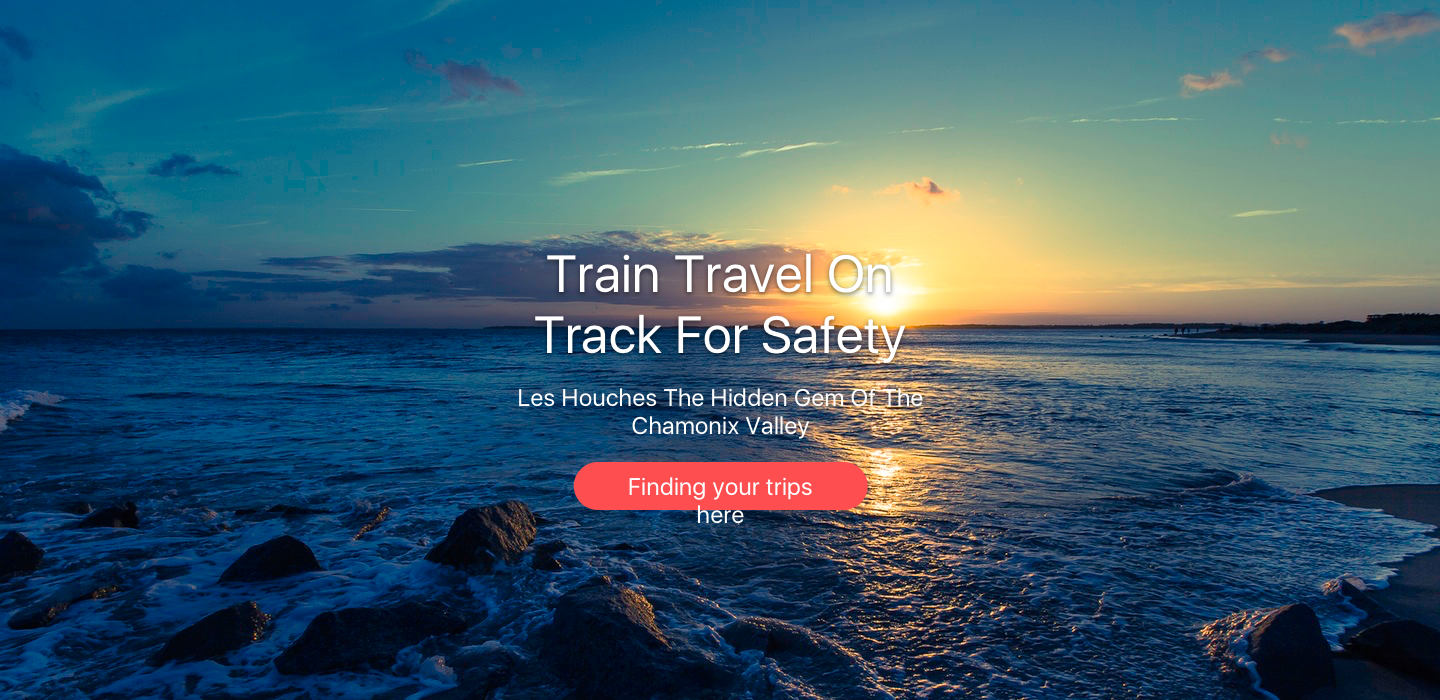 Train Travel On
Track For Safety
Les Houches The Hidden Gem Of The
Chamonix Valley
Finding your trips
here